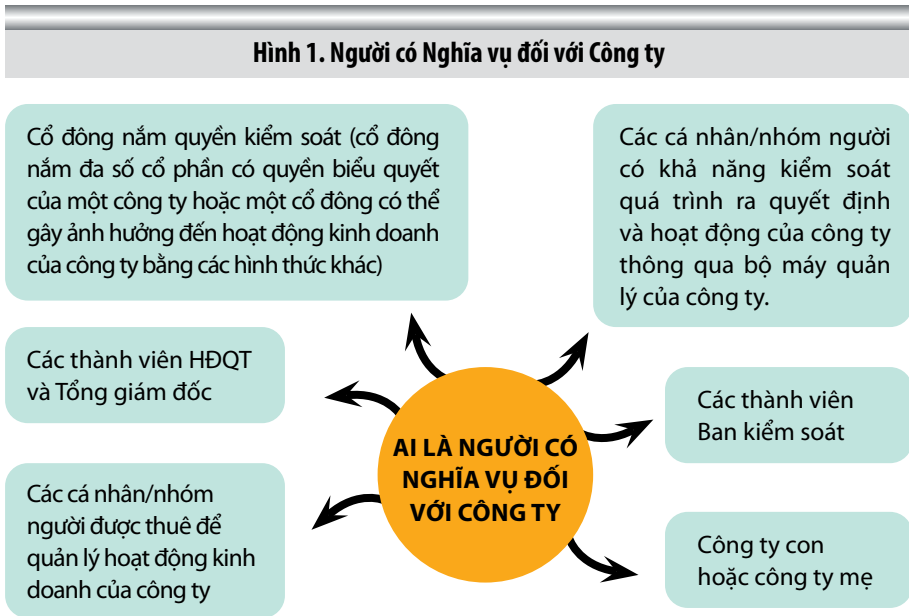 Hình 1. Người có Nghĩa vụ đối với Công ty
Cổ đông nắm quyền kiểm soát (cổ đông
nắm đa số cổ phần có quyền biểu quyết
của một công ty hoặc một cổ đông có thể
gây ảnh hưởng đến hoạt động kinh doanh
của công ty bằng các hình thức khác)
Các cá nhân/nhóm người
có khả năng kiểm soát
quá trình ra quyết định
và hoạt động của công ty
thông qua bộ máy quản
lý của công ty.
Các thành viên HĐQT
và Tổng giám đốc
AI LÀ NGƯỜI CÓ
NGHĨA VỤ ĐỐI
VỚI CÔNG TY
Các thành viên
Ban kiểm soát
Các cá nhân/nhóm
người được thuê để
quản lý hoạt động kinh
doanh của công ty
Công ty con
hoặc công ty mẹ